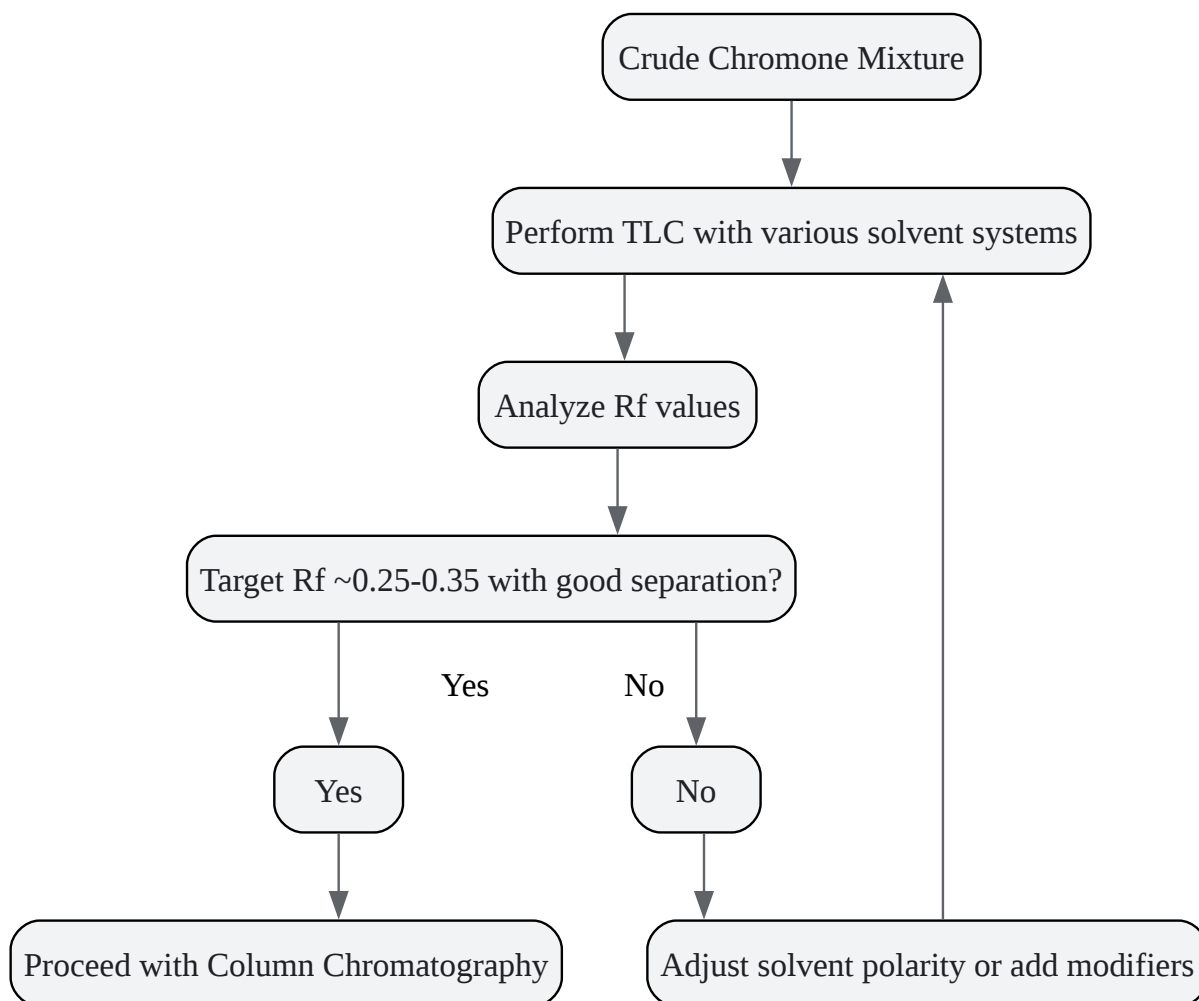 Crude Chromone Mixture
Perform TLC with various solvent systems
Analyze Rf values
Target Rf ~0.25-0.35 with good separation?
Yes
No
Yes
No
Proceed with Column Chromatography
Adjust solvent polarity or add modifiers